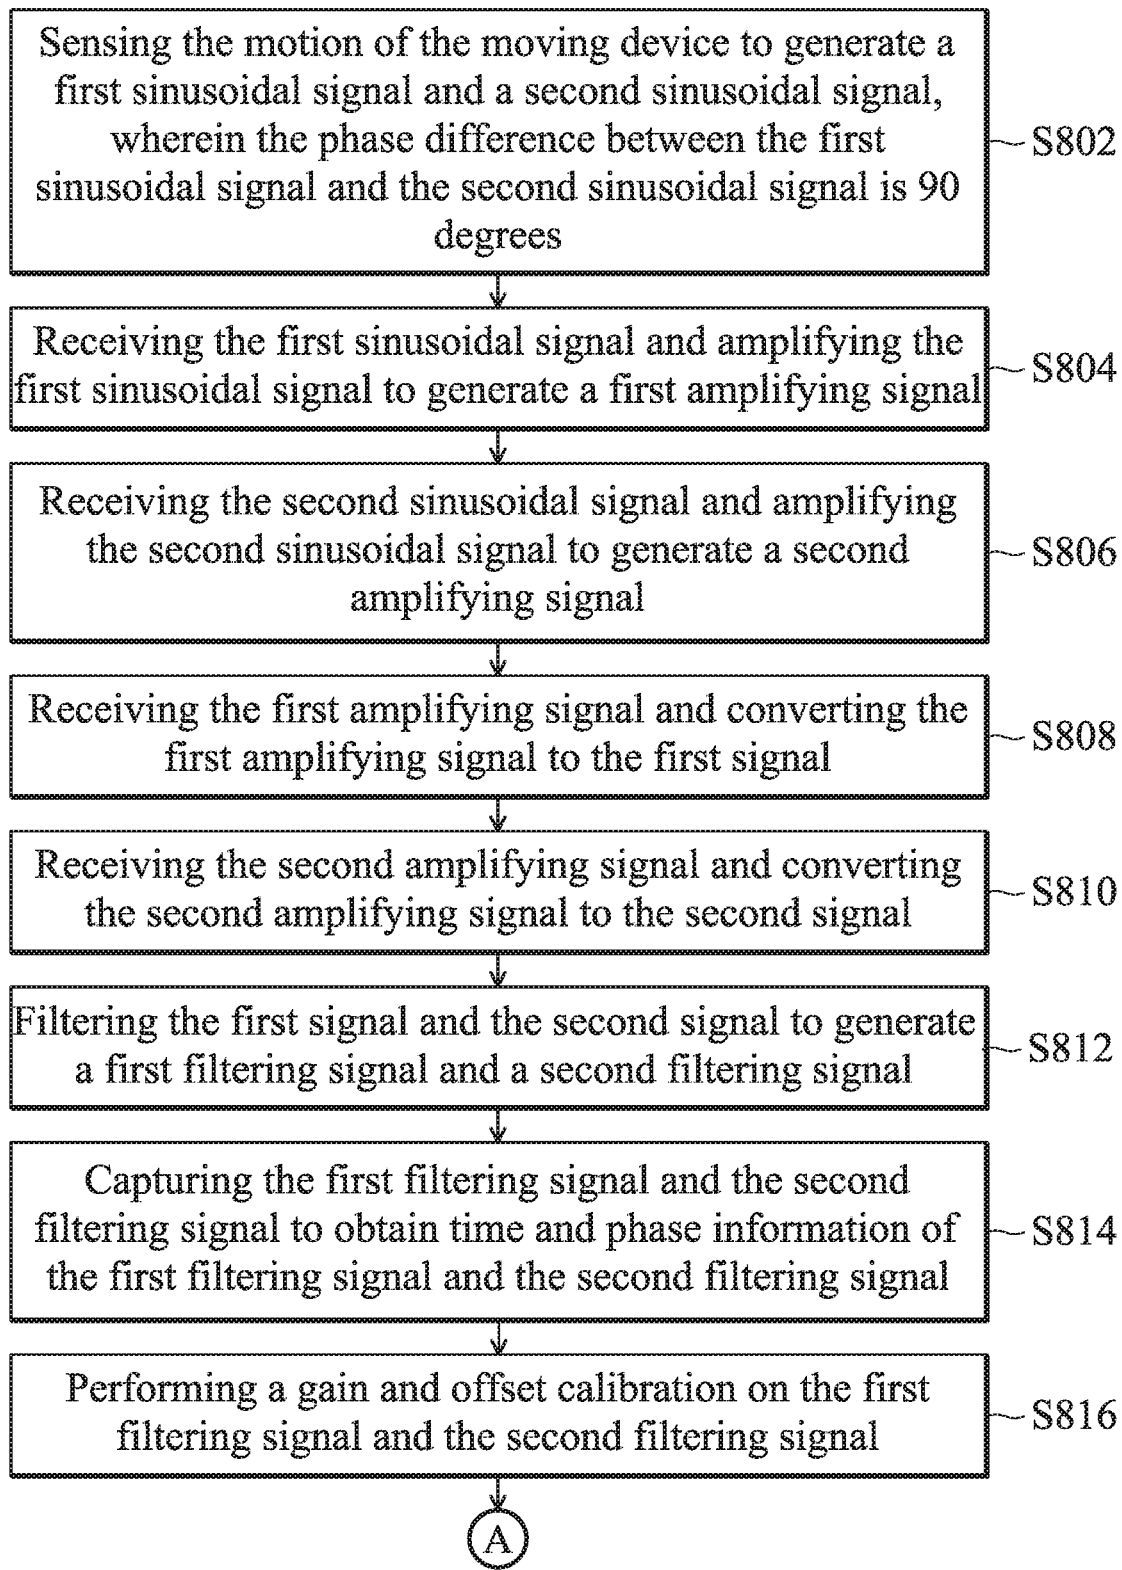 Sensing the motion of the moving device to generate a
first sinusoidal signal and a second sinusoidal signal,
wherein the phase difference between the first
sinusoidal signal and the second sinusoidal signal is 90
degrees
S802
Receiving the first sinusoidal signal and amplifying the
first sinusoidal signal to generate a first amplifying signal
S804
Receiving the second sinusoidal signal and amplifying
the second sinusoidal signal to generate a second
amplifying signal
S806
Receiving the first amplifying signal and converting the
first amplifying signal to the first signal
S808
Receiving the second amplifying signal and converting
the second amplifying signal to the second signal
S810
Filtering the first signal and the second signal to generate
a first filtering signal and a second filtering signal
S812
Capturing the first filtering signal and the second
filtering signal to obtain time and phase information of
the first filtering signal and the second filtering signal
S814
Performing a gain and offset calibration on the first
filtering signal and the second filtering signal
S816
A